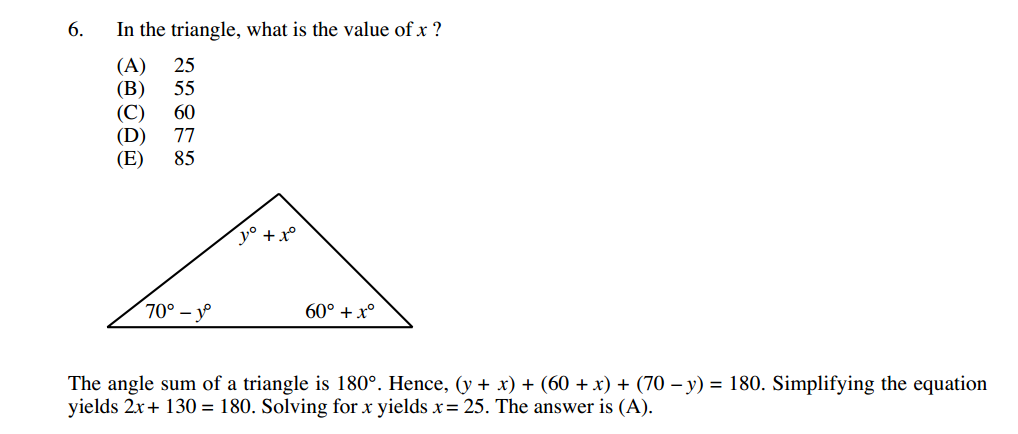 6. In the triangle, what is the value of x ?
(A) 25
(B) 55
(C) 60
(D) 77
(E) 85
y° + x°
70° – y°
60° + x°
The angle sum of a triangle is 180°. Hence, (y + x) + (60 + x) + (70 – y) = 180. Simplifying the equation
yields 2x + 130 = 180. Solving for x yields x = 25. The answer is (A).